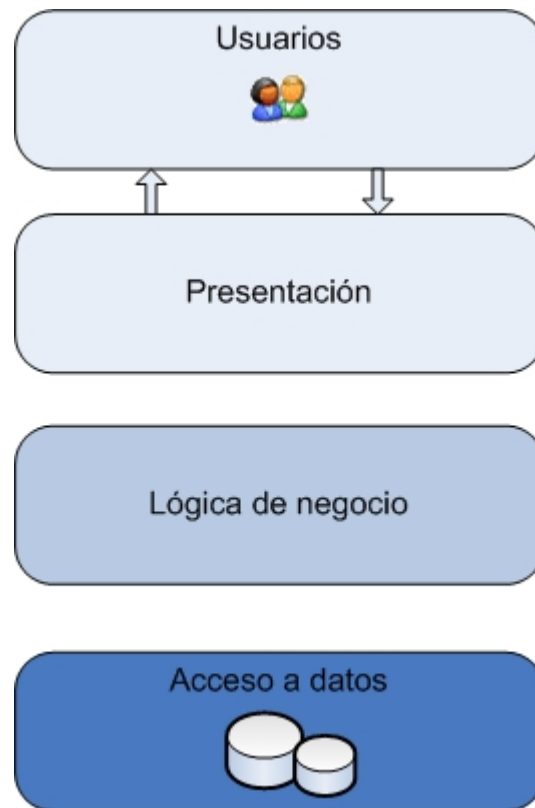 Usuarios
Presentación
Lógica de negocio
Acceso a datos